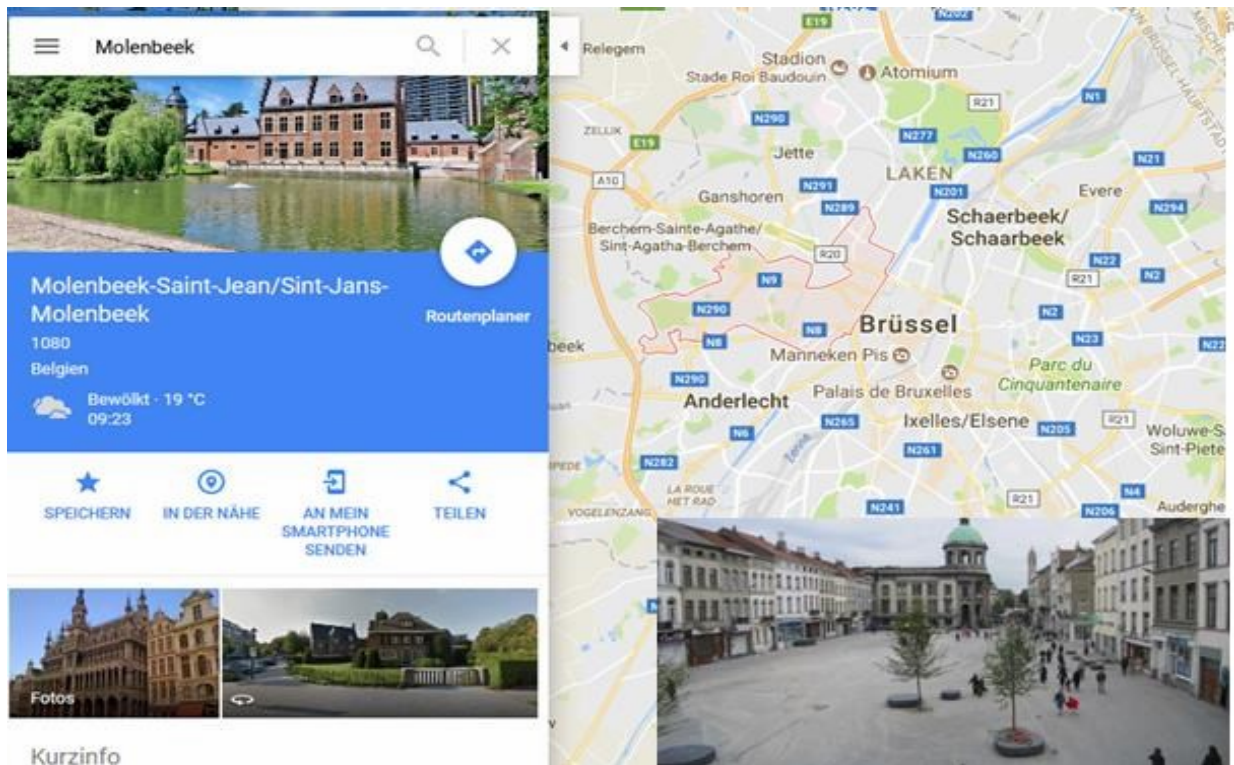 Molenbeek
Molenbeek-Saint-Jean/Sint-Jans-
Molenbeek
1080
Belgien
Bewölkt · 19 °C
09:23
Routenplaner
SPEICHERN
IN DER NÄHE
AN MEIN
SMARTPHONE
SENDEN
TEILEN
Fotos
Kurzinfo
E19
N202
Relegem
Stadion
Stade Roi Baudouin
Atomium
N1
R21
N290
ZELLIK
E19
N277
Jette
N260
N21
LAKEN
A10
N291
N201
Evere
Ganshoren
N289
N294
Schaerbeek/
Schaarbeek
Berchem-Sainte-Agathe/
Sint-Agatha-Berchem
R20
N22
N9
R21
N2
N290
N2
N8
Brüssel
N8
N23
N22
beek
Manneken Pis
Parc du
Cinquantenaire
N290
Palais de Bruxelles
Anderlecht
N265
Ixelles/Elsene
N205
R21
Woluwe-S
Sint-Piete
N6
N261
Zenne
N282
LA ROUE
HET RAD
R21
N4
VOGELENZANG
N241
N206
Auderghe